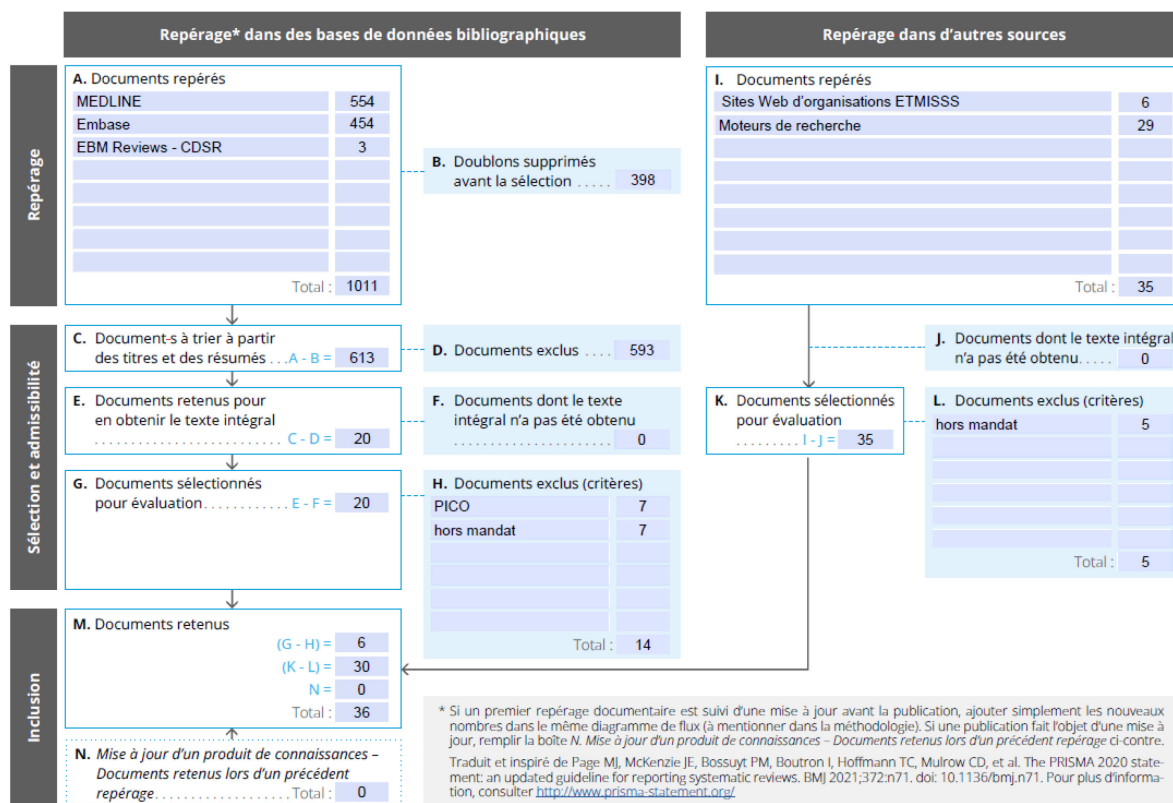 Repérage* dans des bases de données bibliographiques
Repérage dans d'autres sources
Repérage
A. Documents repérés
MEDLINE 554
Embase 454
EBM Reviews - CDSR 3
Total : 1011
B. Doublons supprimés
avant la sélection ..... 398
I. Documents repérés
Sites Web d'organisations ETMISSS 6
Moteurs de recherche 29
Total : 35
Sélection et admissibilité
C. Document-s à trier à partir
des titres et des résumés ...A - B = 613
D. Documents exclus .... 593
J. Documents dont le texte intégral
n'a pas été obtenu..... 0
E. Documents retenus pour
en obtenir le texte intégral
............................ C - D = 20
F. Documents dont le texte
intégral n'a pas été obtenu
....................... 0
K. Documents sélectionnés
pour évaluation
......... I - J = 35
L. Documents exclus (critères)
hors mandat 5
Total : 5
G. Documents sélectionnés
pour évaluation............ E - F = 20
H. Documents exclus (critères)
PICO 7
hors mandat 7
Total : 14
Inclusion
M. Documents retenus
(G - H) = 6
(K - L) = 30
N = 0
Total : 36
N. Mise à jour d'un produit de connaissances –
Documents retenus lors d'un précédent
repérage..................Total : 0
* Si un premier repérage documentaire est suivi d'une mise à jour avant la publication, ajouter simplement les nouveaux
nombres dans le même diagramme de flux (à mentionner dans la méthodologie). Si une publication fait l'objet d'une mise à
jour, remplir la boîte N. Mise à jour d'un produit de connaissances – Documents retenus lors d'un précédent repérage ci-contre.
Traduit et inspiré de Page MJ, McKenzie JE, Bossuyt PM, Boutron I, Hoffmann TC, Mulrow CD, et al. The PRISMA 2020 state-
ment: an updated guideline for reporting systematic reviews. BMJ 2021;372:n71. doi: 10.1136/bmj.n71. Pour plus d'informa-
tion, consulter http://www.prisma-statement.org/